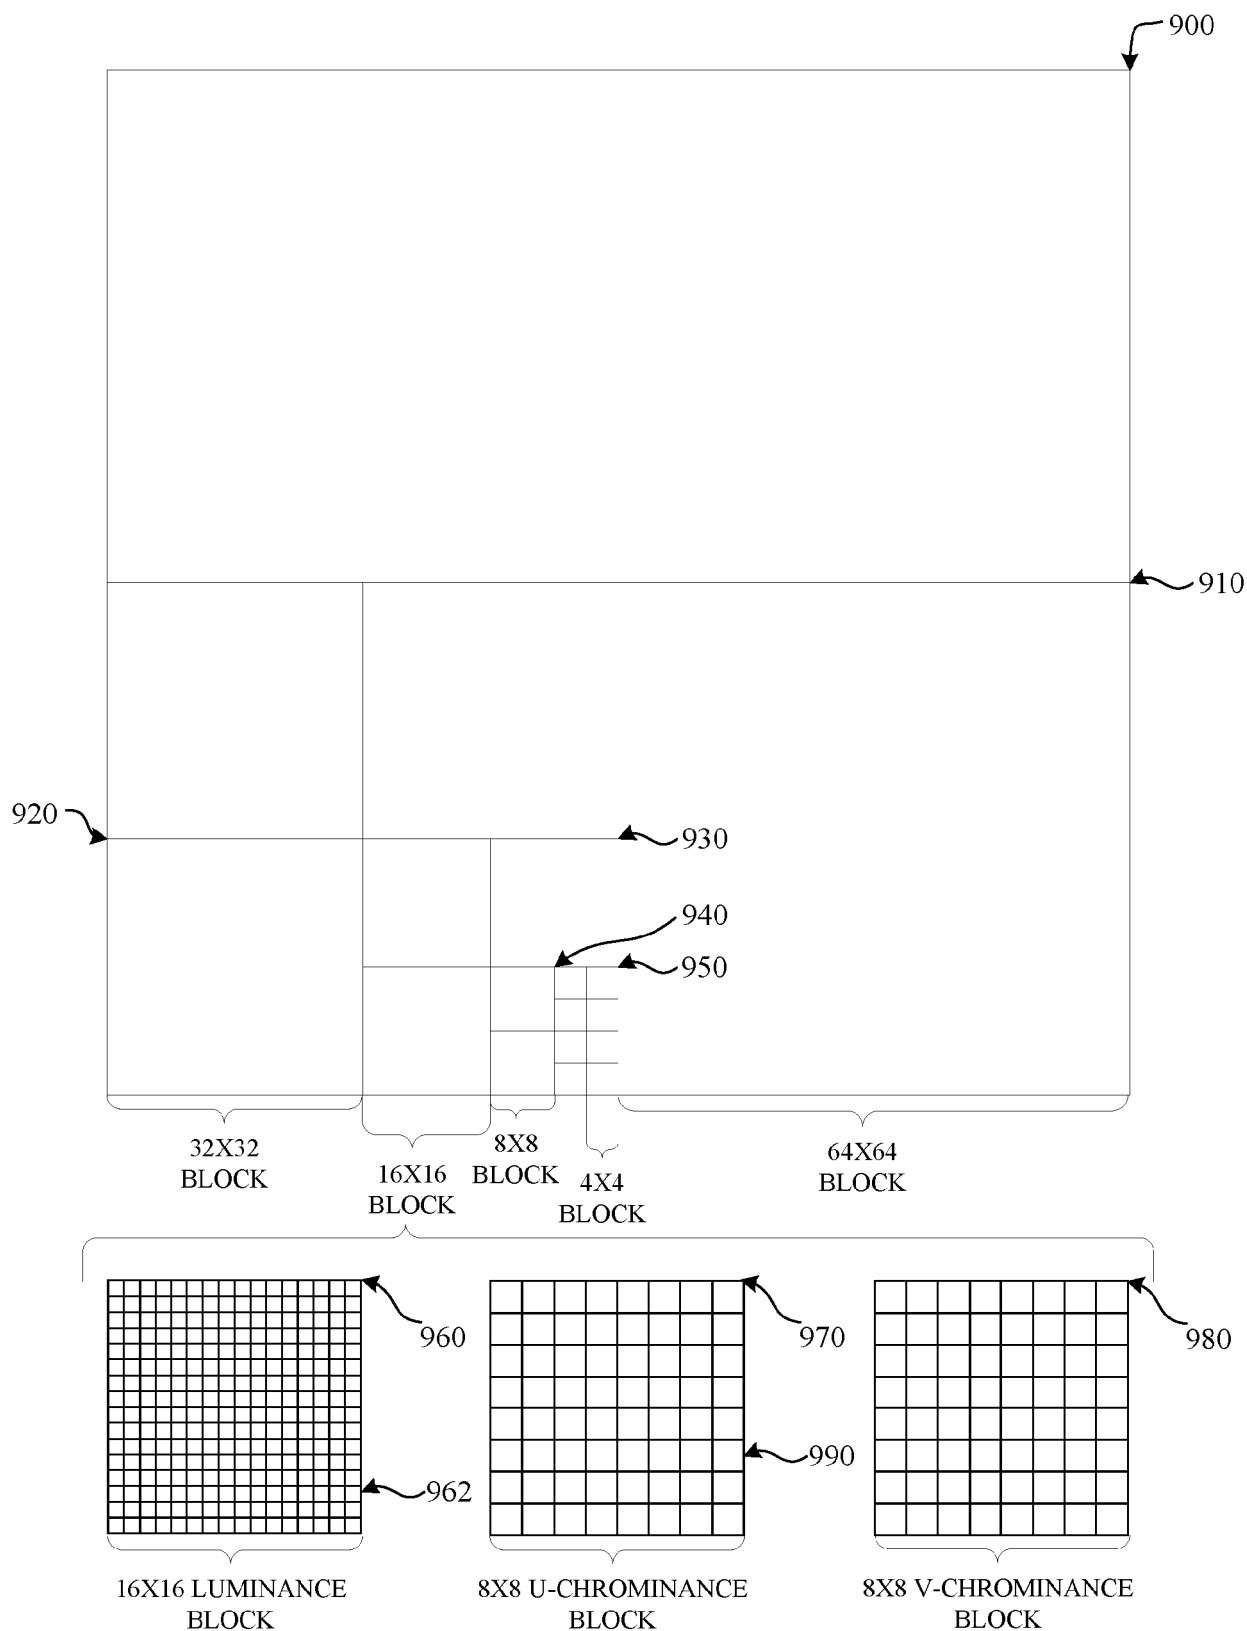 900
910
920
930
940
950
32X32
BLOCK
16X16
BLOCK
8X8
BLOCK
4X4
BLOCK
64X64
BLOCK
960
970
980
990
962
16X16 LUMINANCE
BLOCK
8X8 U-CHROMINANCE
BLOCK
8X8 V-CHROMINANCE
BLOCK